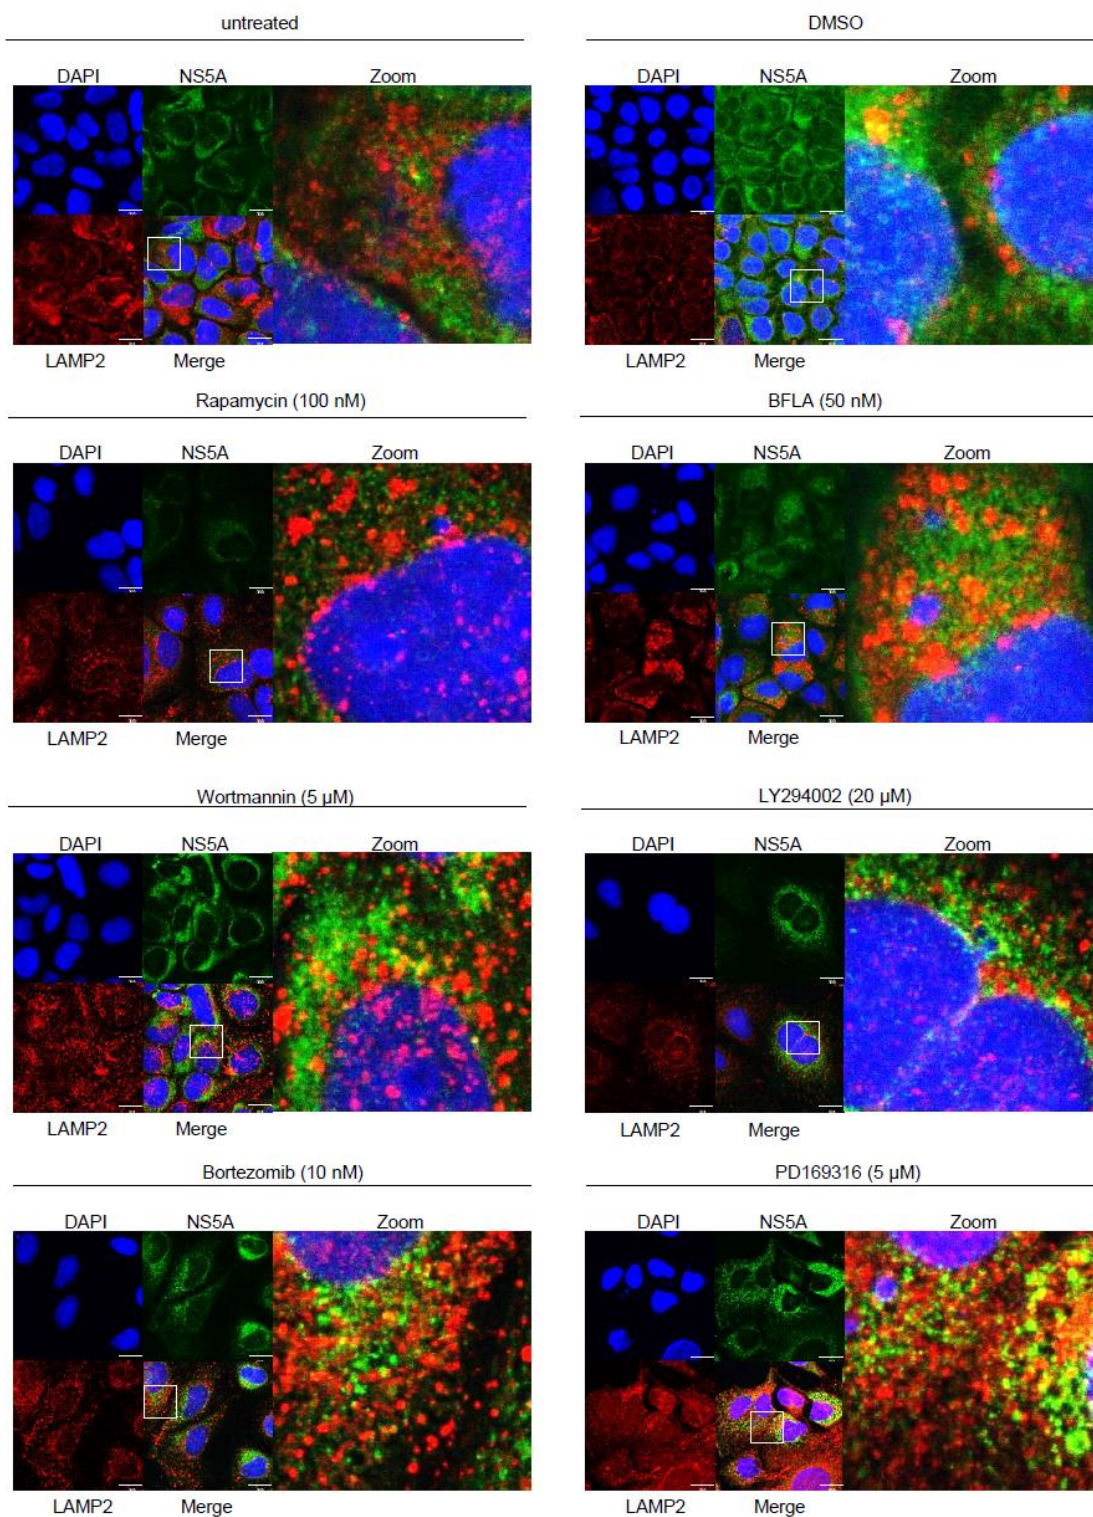 untreated
DAPI NS5A Zoom
LAMP2 Merge
DMSO
DAPI NS5A Zoom
LAMP2 Merge
Rapamycin (100 nM)
DAPI NS5A Zoom
LAMP2 Merge
BFLA (50 nM)
DAPI NS5A Zoom
LAMP2 Merge
Wortmannin (5 µM)
DAPI NS5A Zoom
LAMP2 Merge
LY294002 (20 µM)
DAPI NS5A Zoom
LAMP2 Merge
Bortezomib (10 nM)
DAPI NS5A Zoom
LAMP2 Merge
PD169316 (5 µM)
DAPI NS5A Zoom
LAMP2 Merge